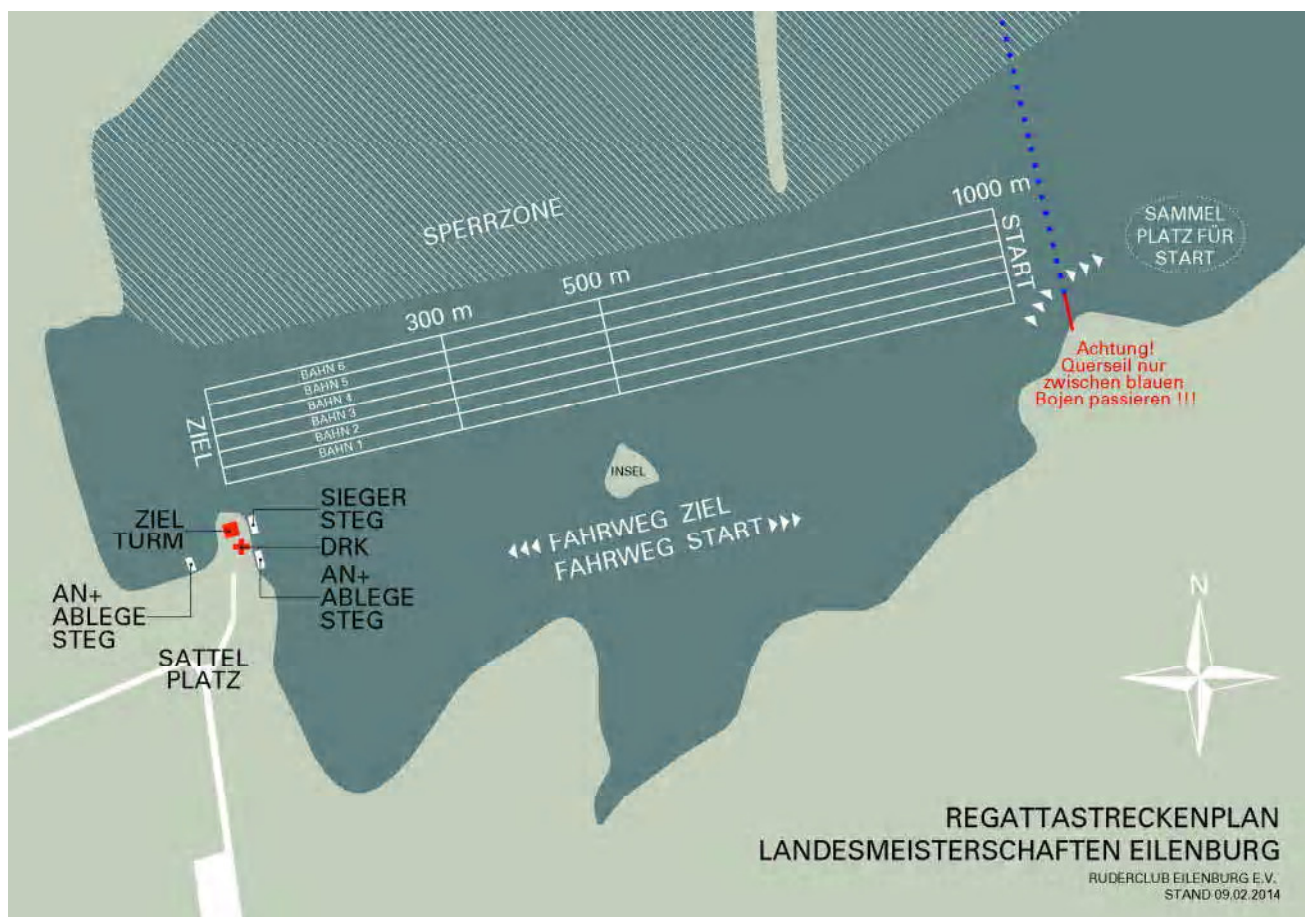 SPERRZONE
1000 m
START
SAMMEL
PLATZ FÜR
START
500 m
300 m
BAHN 6
BAHN 5
BAHN 4
BAHN 3
BAHN 2
BAHN 1
ZIEL
Achtung!
Querseil nur
zwischen blauen
Bojen passieren !!!
INSEL
FAHRWEG ZIEL
FAHRWEG START
ZIEL
TURM
SIEGER
STEG
DRK
AN+
ABLEGE
STEG
AN+
ABLEGE
STEG
SATTEL
PLATZ
N
REGATTASTRECKENPLAN
LANDESMEISTERSCHAFTEN EILENBURG
RUDERCLUB EILENBURG E.V.
STAND 09.02.2014